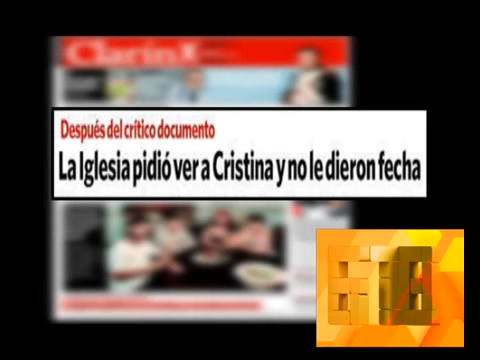 Clarín
Después del crítico documento
La Iglesia pidió ver a Cristina y no le dieron fecha